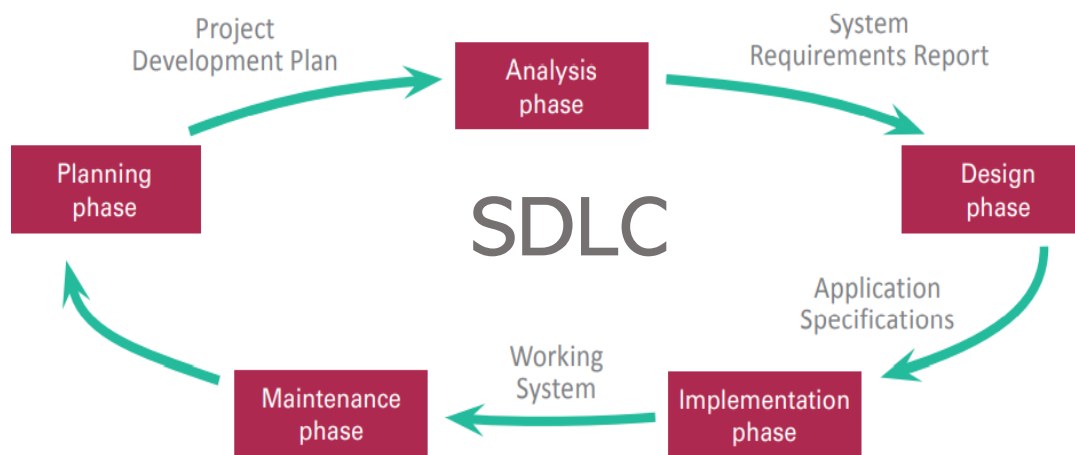 Project
Development Plan
System
Requirements Report
Analysis
phase
Planning
phase
Design
phase
SDLC
Application
Specifications
Working
System
Maintenance
phase
Implementation
phase